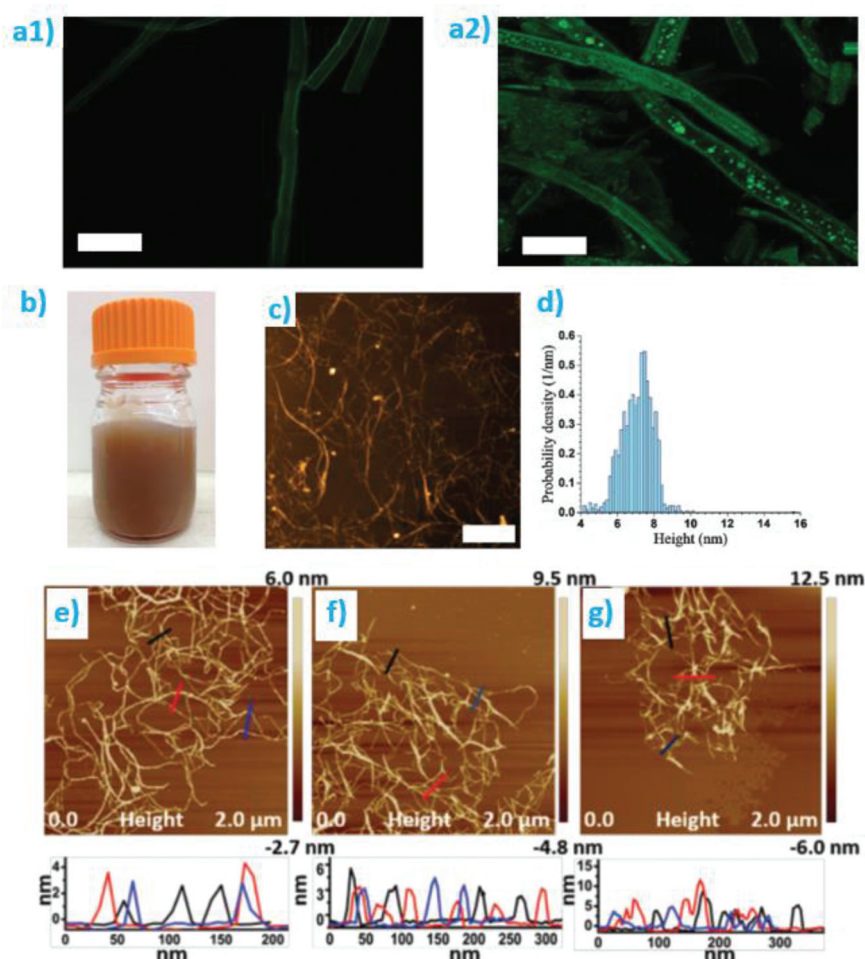 a1)
a2)
b)
c)
d)
0.6
0.5
0.4
0.3
0.2
0.1
0.0
Probability density (1/nm)
4 6 8 10 12 14 16
Height (nm)
6.0 nm
9.5 nm
12.5 nm
e)
f)
g)
0.0 Height 2.0 µm
0.0 Height 2.0 µm
0.0 Height 2.0 µm
-2.7 nm
-4.8 nm
-6.0 nm
nm
4
2
0
0 50 100 150 200
nm
nm
6
3
0
0 50 100 150 200 250 300
nm
nm
15
10
5
0
0 100 200 300
nm